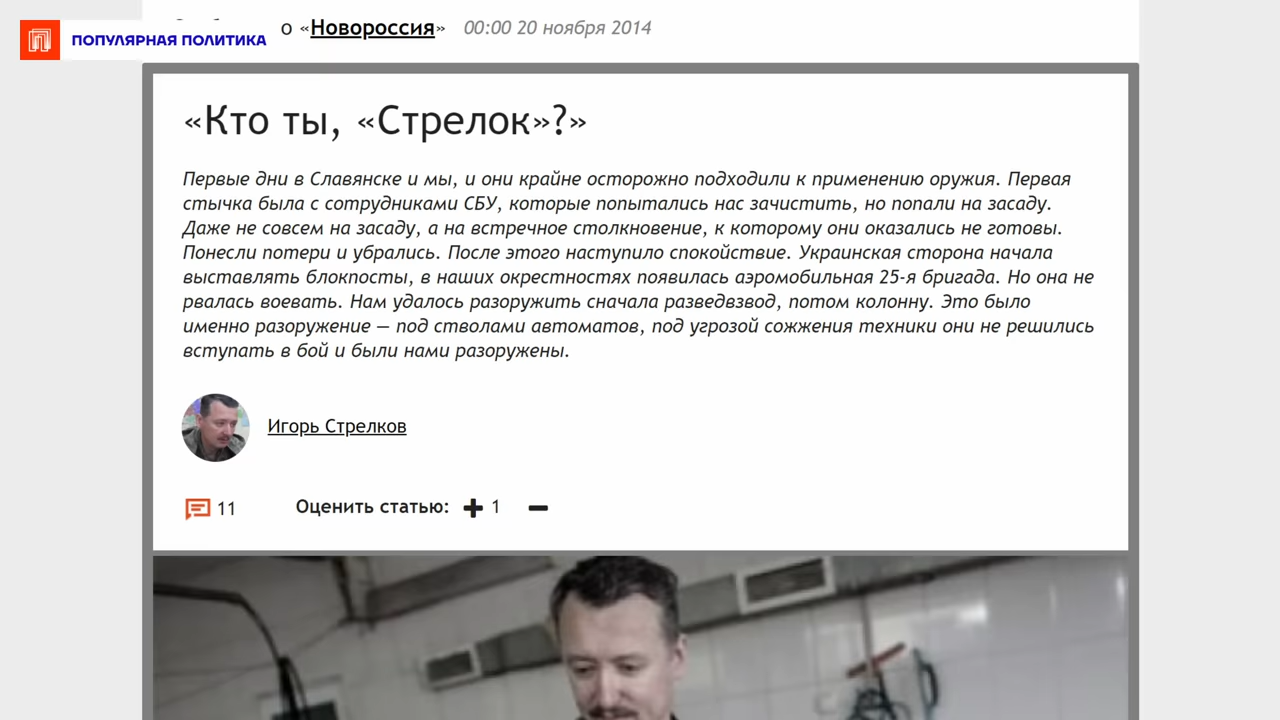 о «Новороссия» 00:00 20 ноября 2014
ПОПУЛЯРНАЯ ПОЛИТИКА
«Кто ты, «Стрелок»?»
Первые дни в Славянске и мы, и они крайне осторожно подходили к применению оружия. Первая
стычка была с сотрудниками СБУ, которые попытались нас зачистить, но попали на засаду.
Даже не совсем на засаду, а на встречное столкновение, к которому они оказались не готовы.
Понесли потери и убрались. После этого наступило спокойствие. Украинская сторона начала
выставлять блокпосты, в наших окрестностях появилась аэромобильная 25-я бригада. Но она не
рвалась воевать. Нам удалось разоружить сначала разведвзвод, потом колонну. Это было
именно разоружение — под стволами автоматов, под угрозой сожжения техники они не решились
вступать в бой и были нами разоружены.
Игорь Стрелков
11 Оценить статью: + 1 −